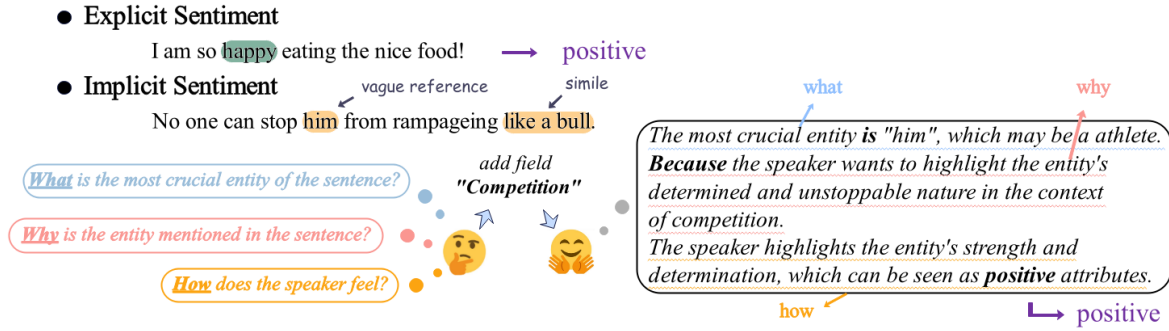 ● Explicit Sentiment
I am so happy eating the nice food! positive
● Implicit Sentiment
vague reference simile
No one can stop him from rampageing like a bull.
What is the most crucial entity of the sentence?
Why is the entity mentioned in the sentence?
How does the speaker feel?
add field
"Competition"
what why
The most crucial entity is "him", which may be a athlete.
Because the speaker wants to highlight the entity's
determined and unstoppable nature in the context
of competition.
The speaker highlights the entity's strength and
determination, which can be seen as positive attributes.
how
positive